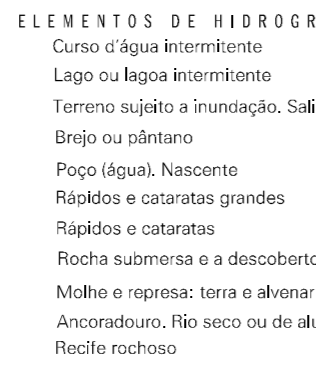 ELEMENTOS DE HIDROGR
Curso d'água intermitente
Lago ou lagoa intermitente
Terreno sujeito a inundação. Sali
Brejo ou pântano
Poço (água). Nascente
Rápidos e cataratas grandes
Rápidos e cataratas
Rocha submersa e a descoberto
Molhe e represa: terra e alvenar
Ancoradouro. Rio seco ou de alu
Recife rochoso